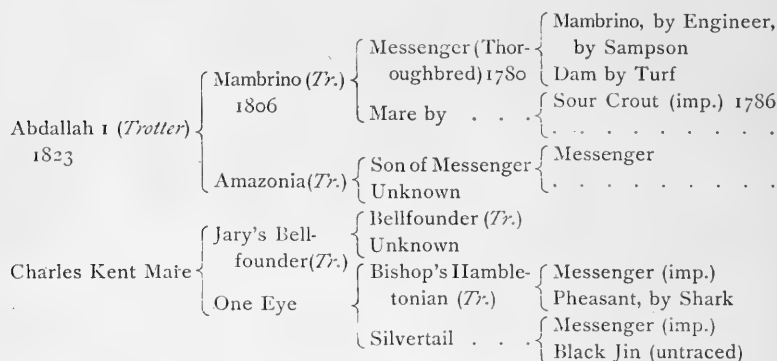 Abdallah I (Trotter)
1823
Mambrino (Tr.)
1806
Messenger (Thor-
oughbred) 1780
Mambrino, by Engineer,
by Sampson
Dam by Turf
Mare by . . .
Sour Crout (imp.) 1786
. . . . . . . . .
Amazonia (Tr.)
Son of Messenger
Unknown
Messenger
. . . . . . . . .
Charles Kent Mare
Jary's Bell-
founder (Tr.)
Bellfounder (Tr.)
Unknown
One Eye
Bishop's Hamble-
tonian (Tr.)
Messenger (imp.)
Pheasant, by Shark
Silvertail . . .
Messenger (imp.)
Black Jin (untraced)